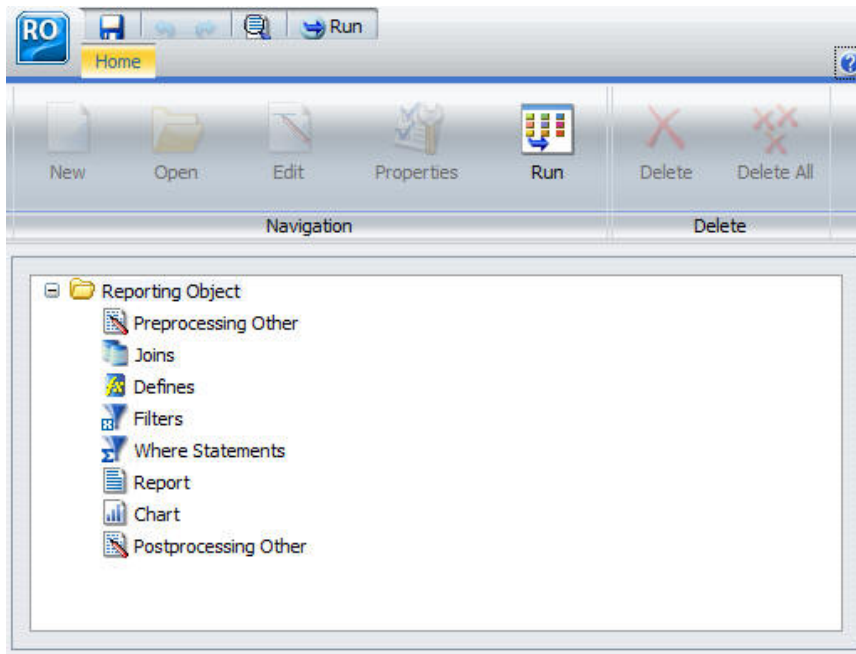 RO
Run
Home
?
New Open Edit Properties Run Delete Delete All
Navigation Delete
Reporting Object
Preprocessing Other
Joins
Defines
Filters
Where Statements
Report
Chart
Postprocessing Other